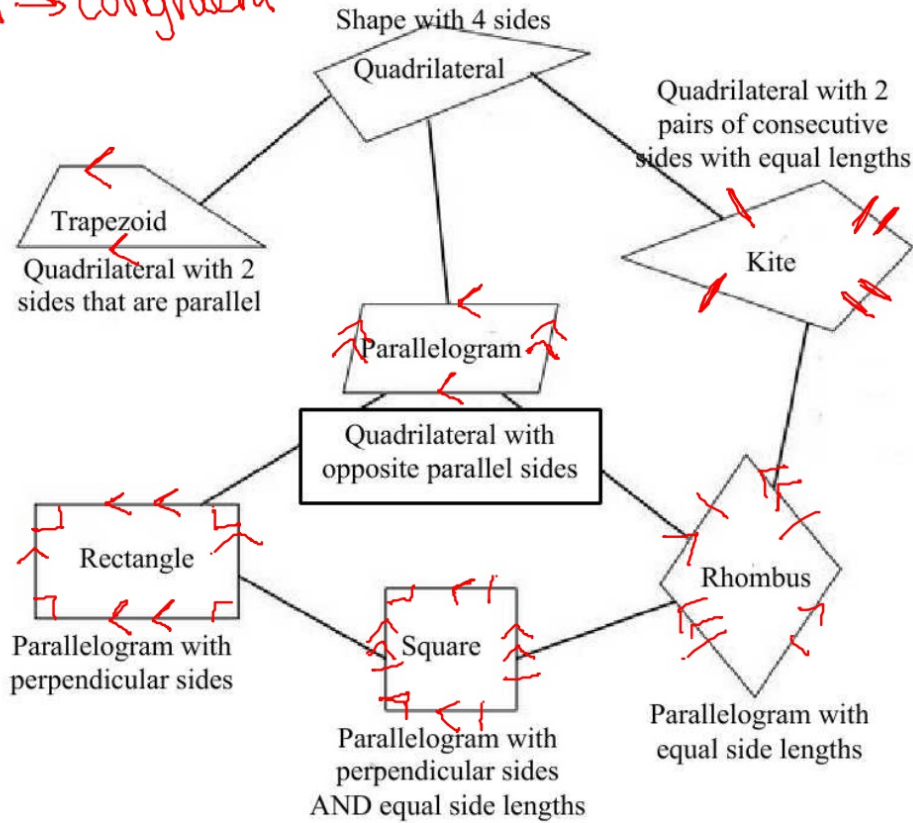 → congruent
Shape with 4 sides
Quadrilateral
Quadrilateral with 2
pairs of consecutive
sides with equal lengths
Trapezoid
Quadrilateral with 2
sides that are parallel
Kite
Parallelogram
Quadrilateral with
opposite parallel sides
Rectangle
Parallelogram with
perpendicular sides
Square
Parallelogram with
perpendicular sides
AND equal side lengths
Rhombus
Parallelogram with
equal side lengths